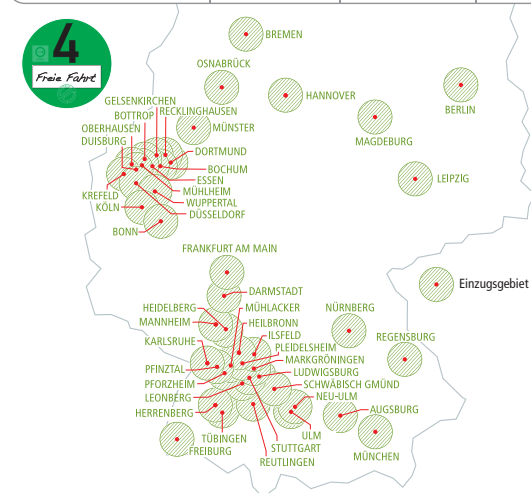 4
Freie Fahrt
BREMEN
OSNABRÜCK
HANNOVER
BERLIN
GELSENKIRCHEN
RECKLINGHAUSEN
BOTTROP
OBERHAUSEN
DUISBURG
MÜNSTER
MAGDEBURG
DORTMUND
BOCHUM
ESSEN
MÜHLHEIM
WUPPERTAL
DÜSSELDORF
KREFELD
KÖLN
BONN
LEIPZIG
FRANKFURT AM MAIN
DARMSTADT
Einzugsgebiet
HEIDELBERG
MÜHLACKER
NÜRNBERG
MANNHEIM
HEILBRONN
ILSFELD
REGENSBURG
KARLSRUHE
PLEIDELSHEIM
MARKGRÖNINGEN
PFINZTAL
LUDWIGSBURG
PFORZHEIM
SCHWÄBISCH GMÜND
LEONBERG
NEU-ULM
HERRENBERG
AUGSBURG
TÜBINGEN
ULM
FREIBURG
STUTTGART
MÜNCHEN
REUTLINGEN